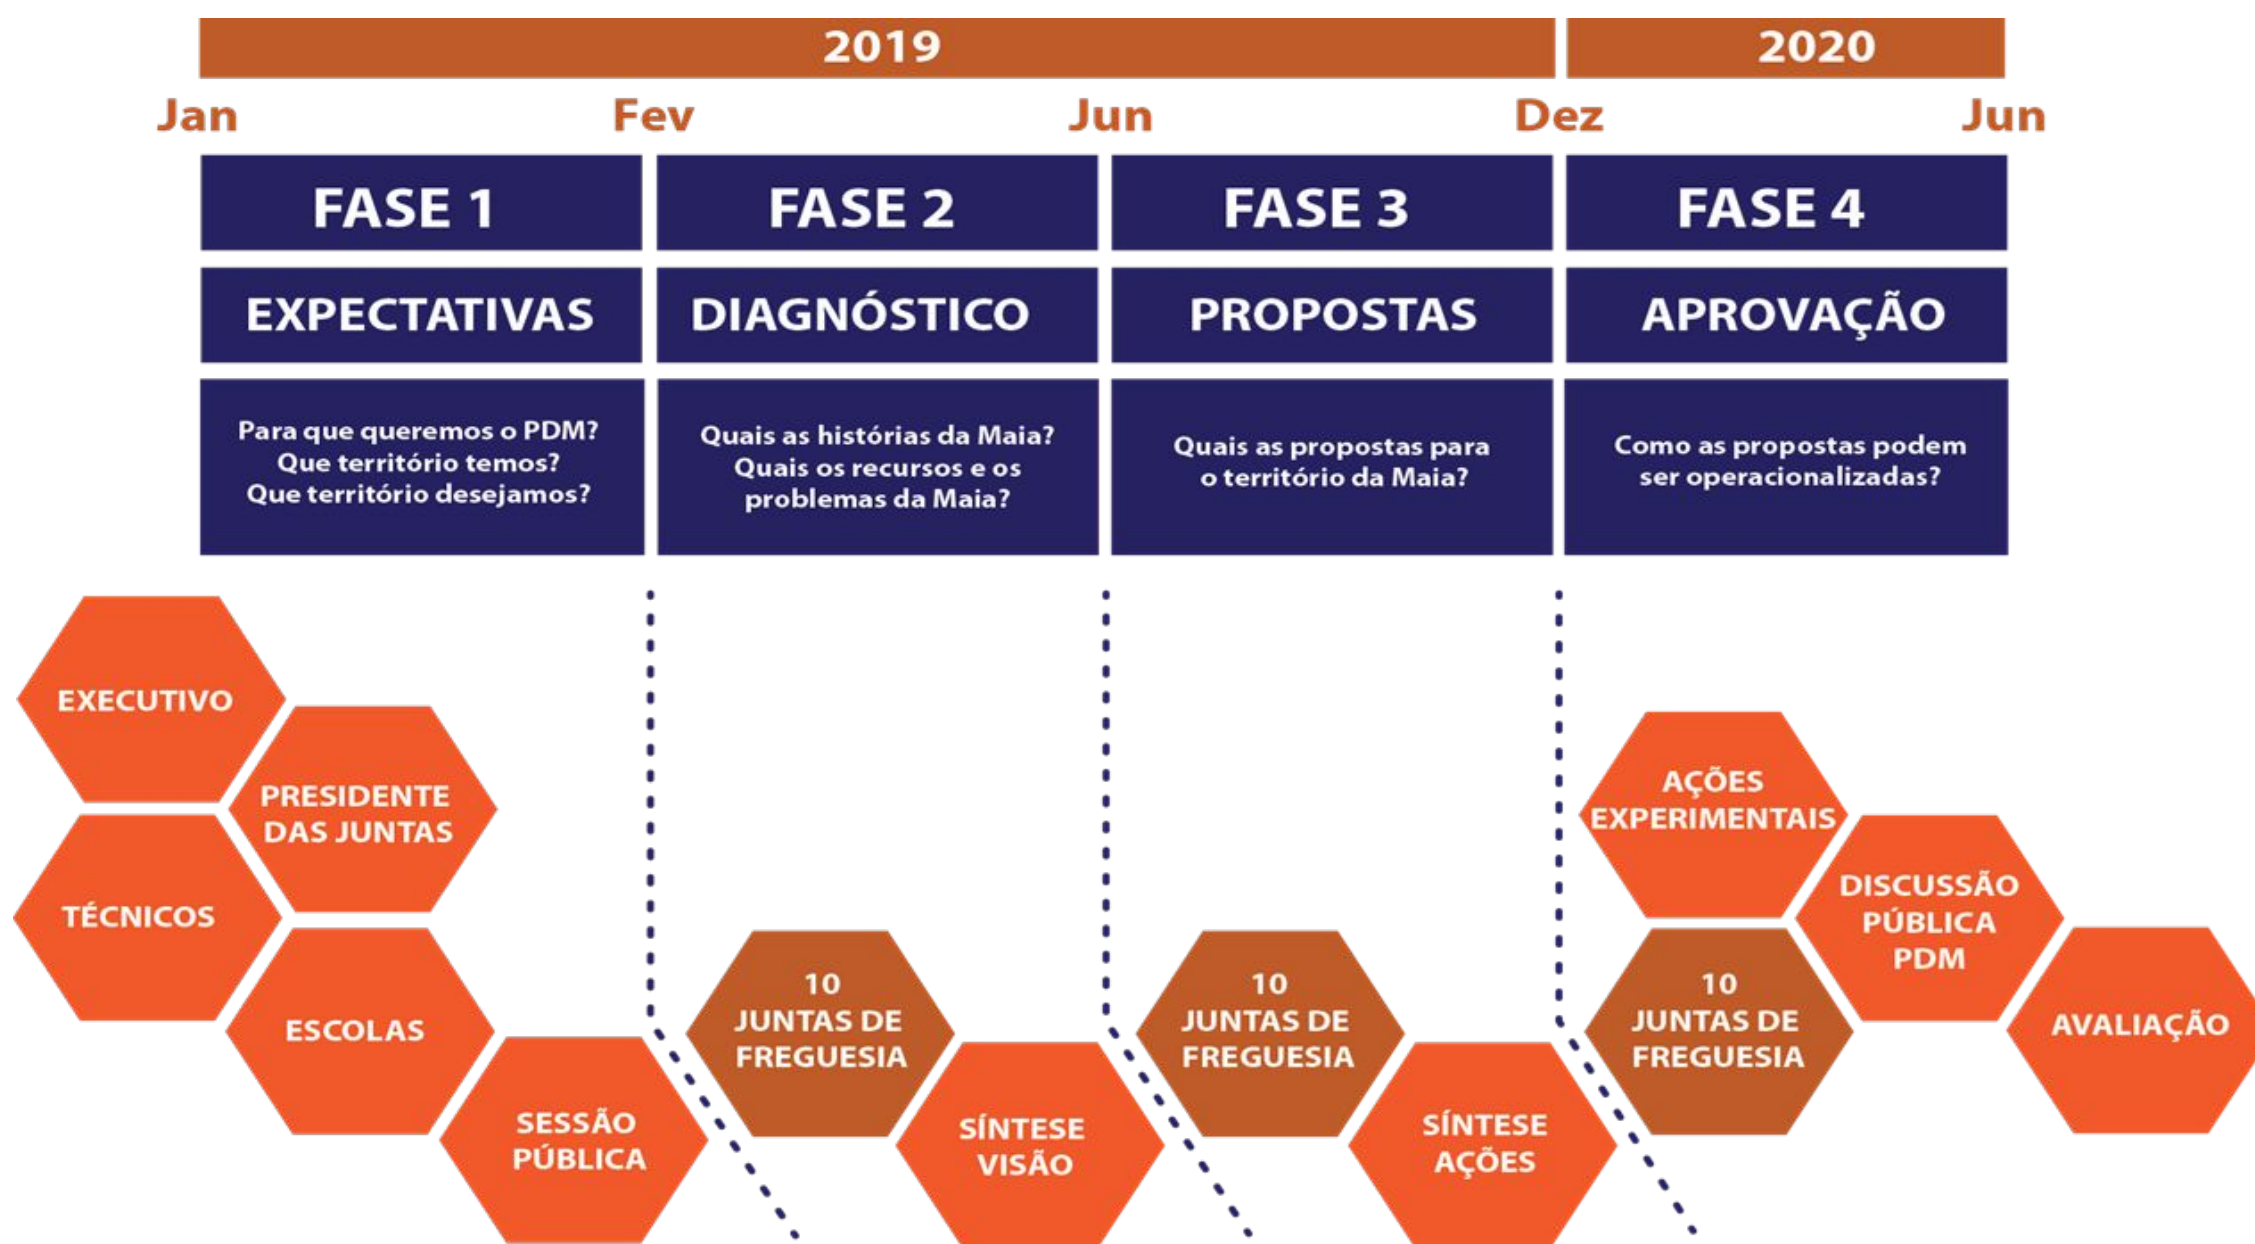 2019
2020
Jan
Fev
Jun
Dez
Jun
FASE 1
FASE 2
FASE 3
FASE 4
EXPECTATIVAS
DIAGNÓSTICO
PROPOSTAS
APROVAÇÃO
Para que queremos o PDM?
Que território temos?
Que território desejamos?
Quais as histórias da Maia?
Quais os recursos e os
problemas da Maia?
Quais as propostas para
o território da Maia?
Como as propostas podem
ser operacionalizadas?
EXECUTIVO
PRESIDENTE
DAS JUNTAS
TÉCNICOS
ESCOLAS
SESSÃO
PÚBLICA
10
JUNTAS DE
FREGUESIA
SÍNTESE
VISÃO
10
JUNTAS DE
FREGUESIA
SÍNTESE
AÇÕES
AÇÕES
EXPERIMENTAIS
10
JUNTAS DE
FREGUESIA
DISCUSSÃO
PÚBLICA
PDM
AVALIAÇÃO